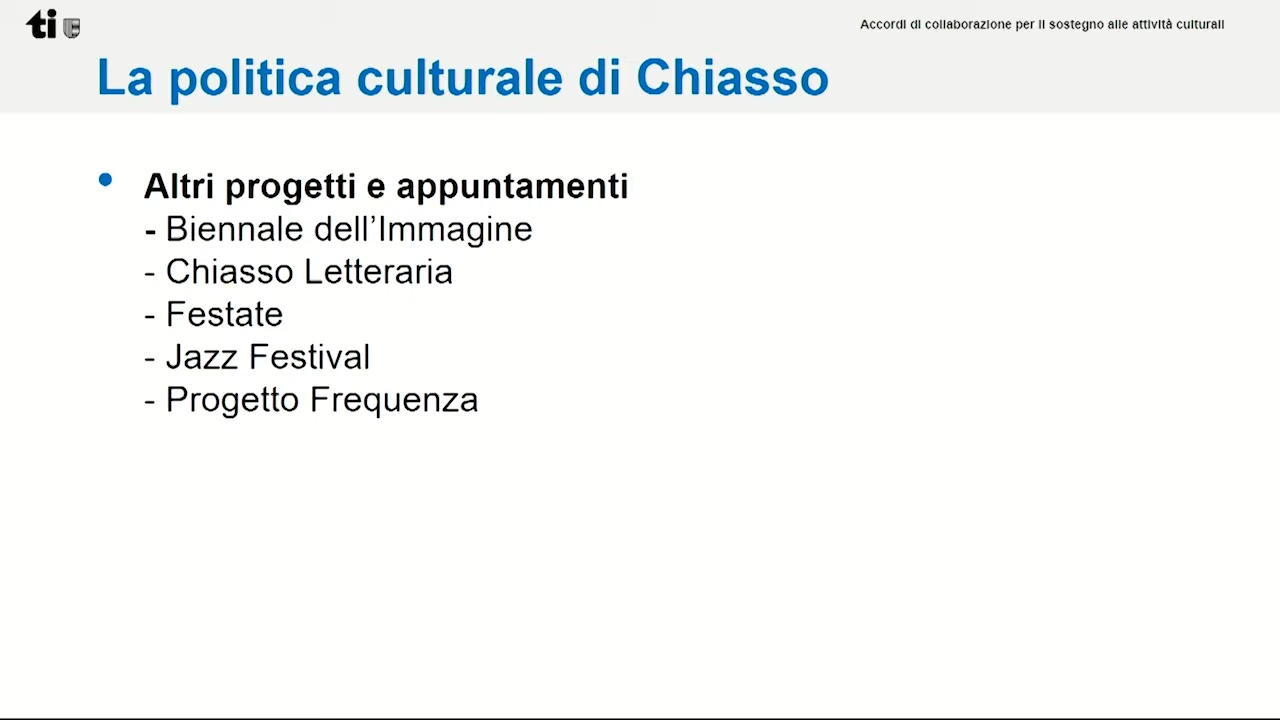 ti
Accordi di collaborazione per il sostegno alle attività culturali
La politica culturale di Chiasso
• Altri progetti e appuntamenti
- Biennale dell’Immagine
- Chiasso Letteraria
- Festate
- Jazz Festival
- Progetto Frequenza